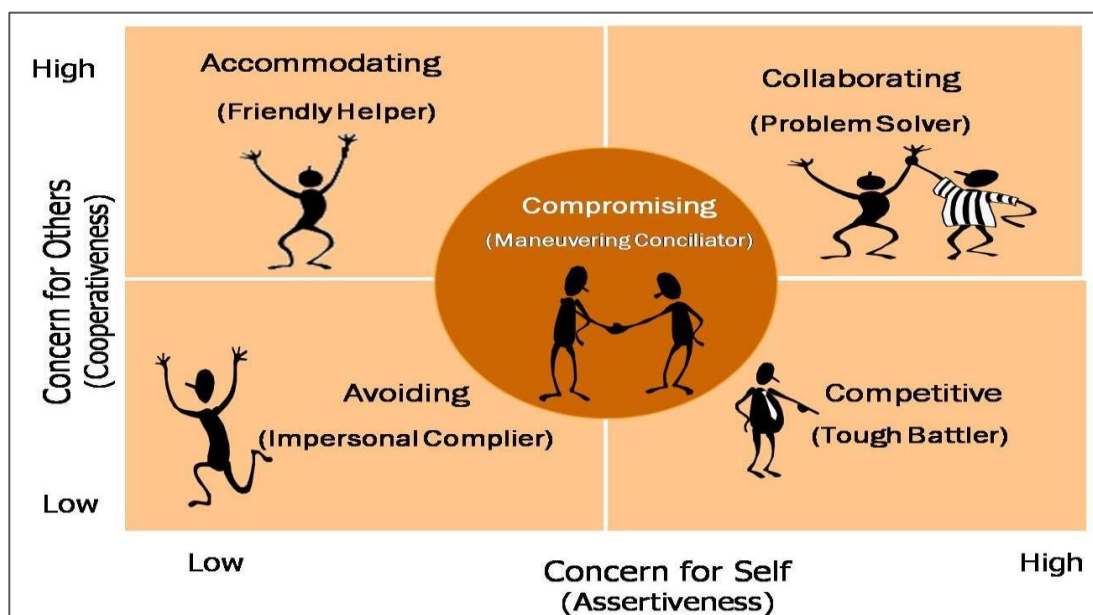 High
Accommodating
(Friendly Helper)
Collaborating
(Problem Solver)
Compromising
(Maneuvering Conciliator)
Concern for Others
(Cooperativeness)
Avoiding
(Impersonal Complier)
Competitive
(Tough Battler)
Low
Low
Concern for Self
(Assertiveness)
High